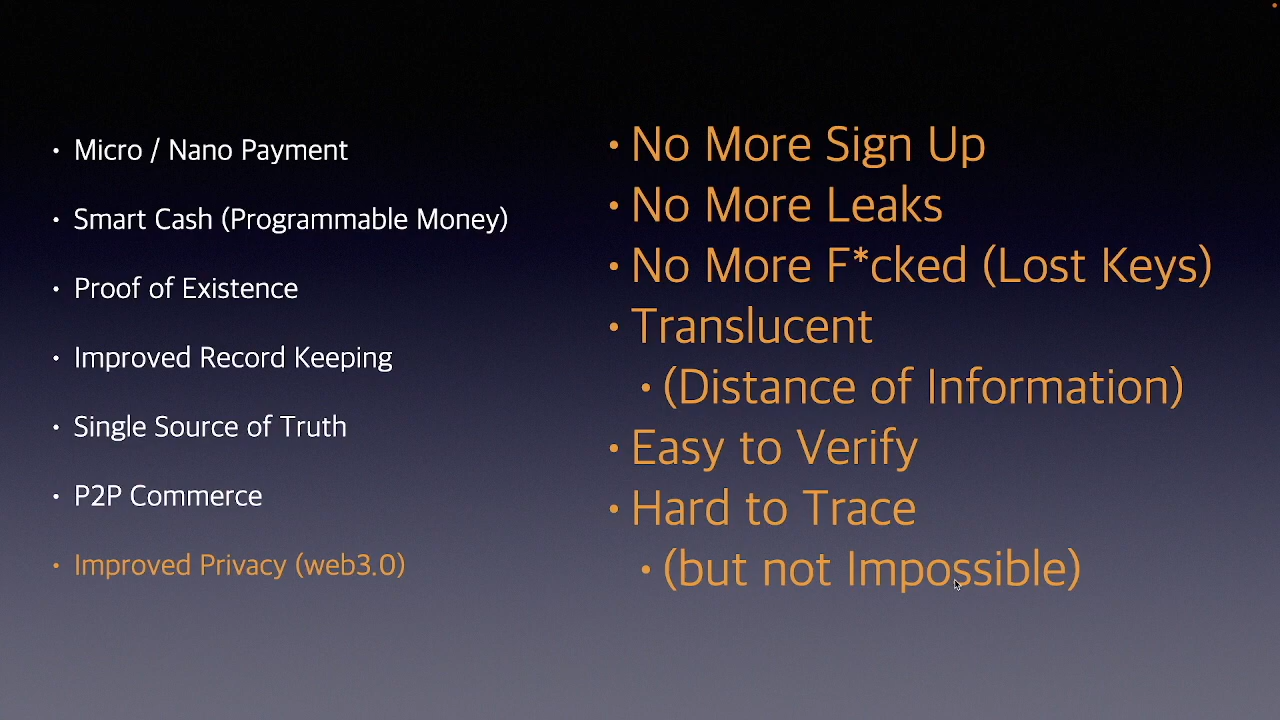 • Micro / Nano Payment
• Smart Cash (Programmable Money)
• Proof of Existence
• Improved Record Keeping
• Single Source of Truth
• P2P Commerce
• Improved Privacy (web3.0)
• No More Sign Up
• No More Leaks
• No More F*cked (Lost Keys)
• Translucent
• (Distance of Information)
• Easy to Verify
• Hard to Trace
• (but not Impossible)